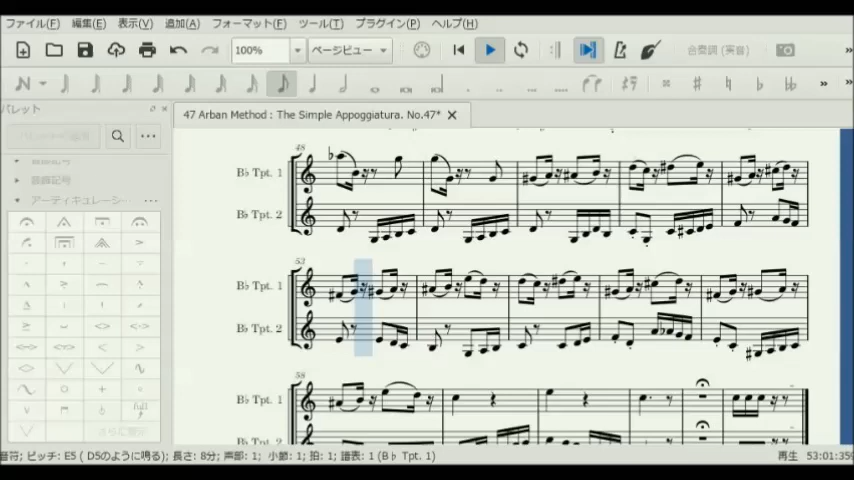 ファイル(F) 編集(E) 表示(V) 追加(A) フォーマット(F) ツール(T) プラグイン(P) ヘルプ(H)
100% ページビュー 合奏調 (実音)
パレット
47 Arban Method : The Simple Appoggiatura. No.47*
アーティキュレーシ…
48
B♭ Tpt. 1
B♭ Tpt. 2
53
B♭ Tpt. 1
B♭ Tpt. 2
58
B♭ Tpt. 1
B♭ Tpt. 2
音符; ピッチ: E5 ( D5のように鳴る); 長さ: 8分; 声部: 1; 小節: 1; 拍: 1; 譜表: 1 (B♭ Tpt. 1) 再生 53:01:359